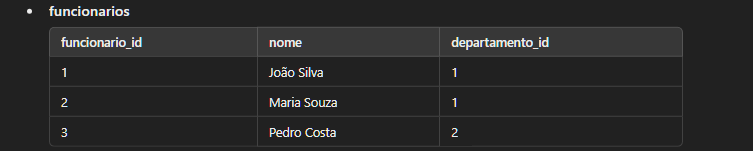 funcionarios
funcionario_id nome departamento_id
1 João Silva 1
2 Maria Souza 1
3 Pedro Costa 2